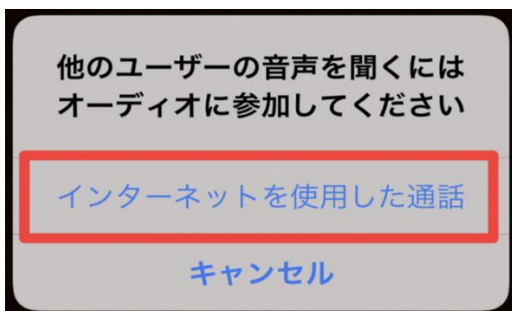 他のユーザーの音声を聞くには
オーディオに参加してください
インターネットを使用した通話
キャンセル